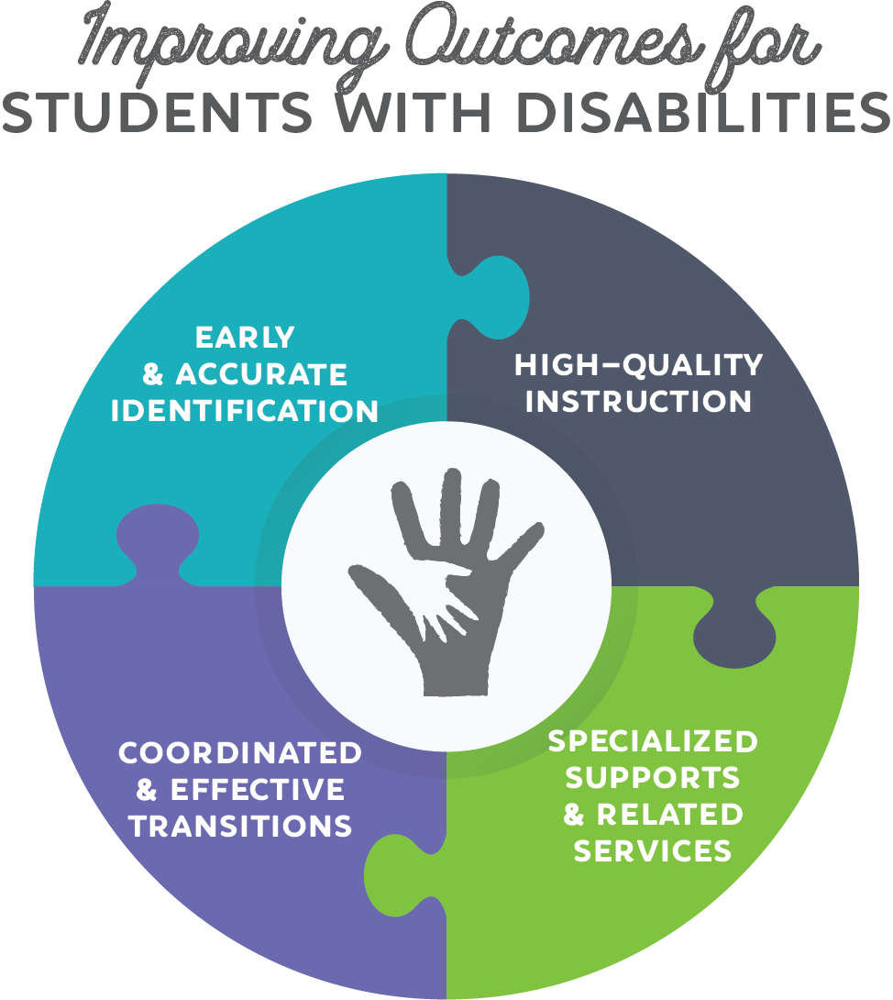 Improving Outcomes for
STUDENTS WITH DISABILITIES
EARLY
& ACCURATE
IDENTIFICATION
HIGH–QUALITY
INSTRUCTION
COORDINATED
& EFFECTIVE
TRANSITIONS
SPECIALIZED
SUPPORTS
& RELATED
SERVICES